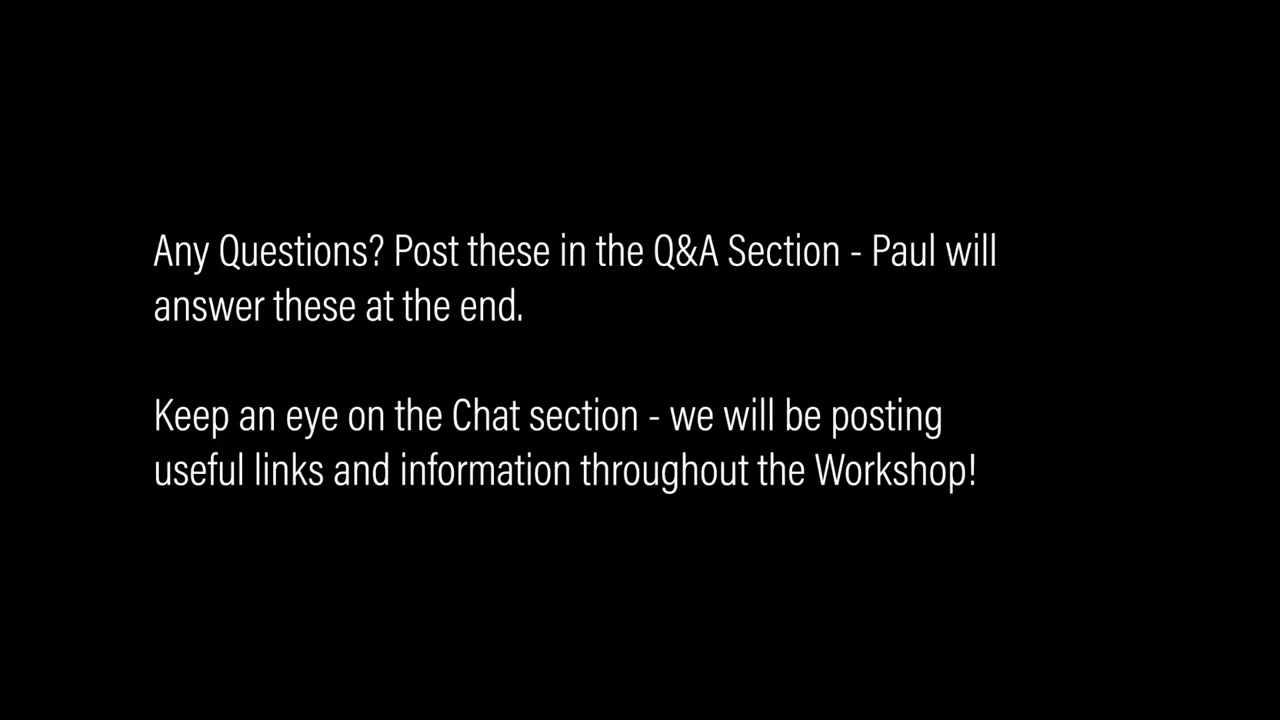 Any Questions? Post these in the Q&A Section - Paul will
answer these at the end.
Keep an eye on the Chat section - we will be posting
useful links and information throughout the Workshop!